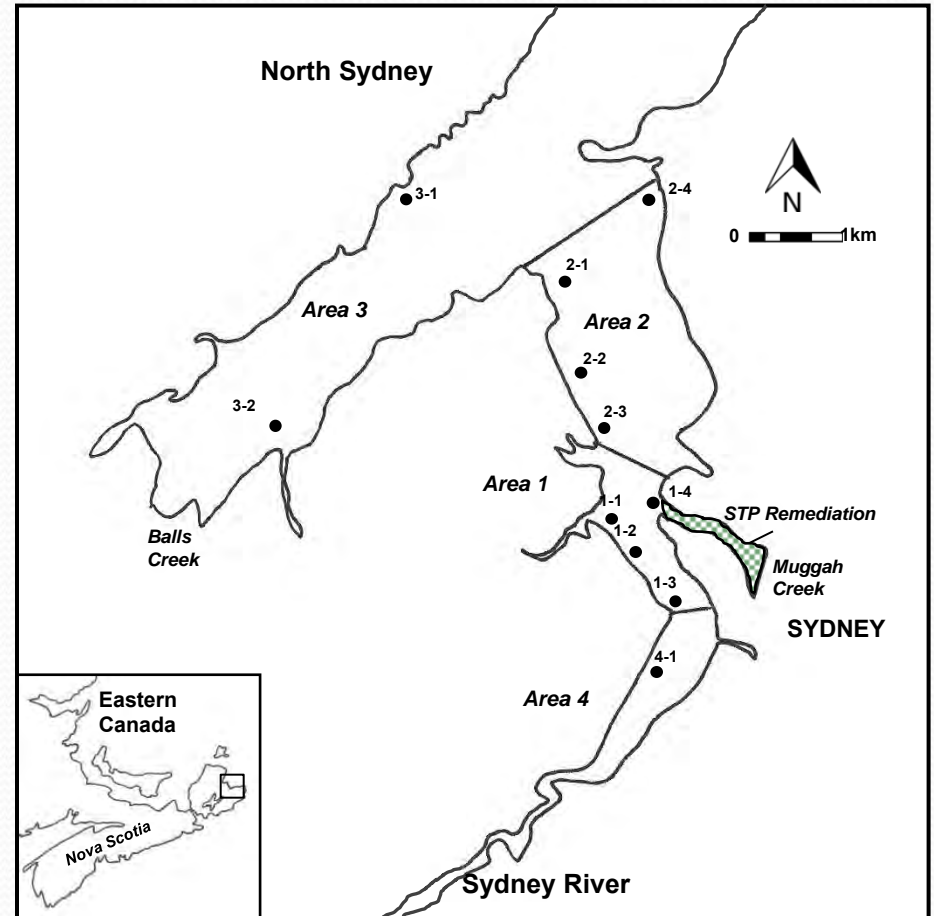 North Sydney
3-1
2-4
N
0 1km
2-1
Area 3
Area 2
2-2
3-2
2-3
Area 1
1-1
1-4
STP Remediation
1-2
Balls
Creek
Muggah
Creek
1-3
SYDNEY
4-1
Area 4
Eastern
Canada
Nova Scotia
Sydney River